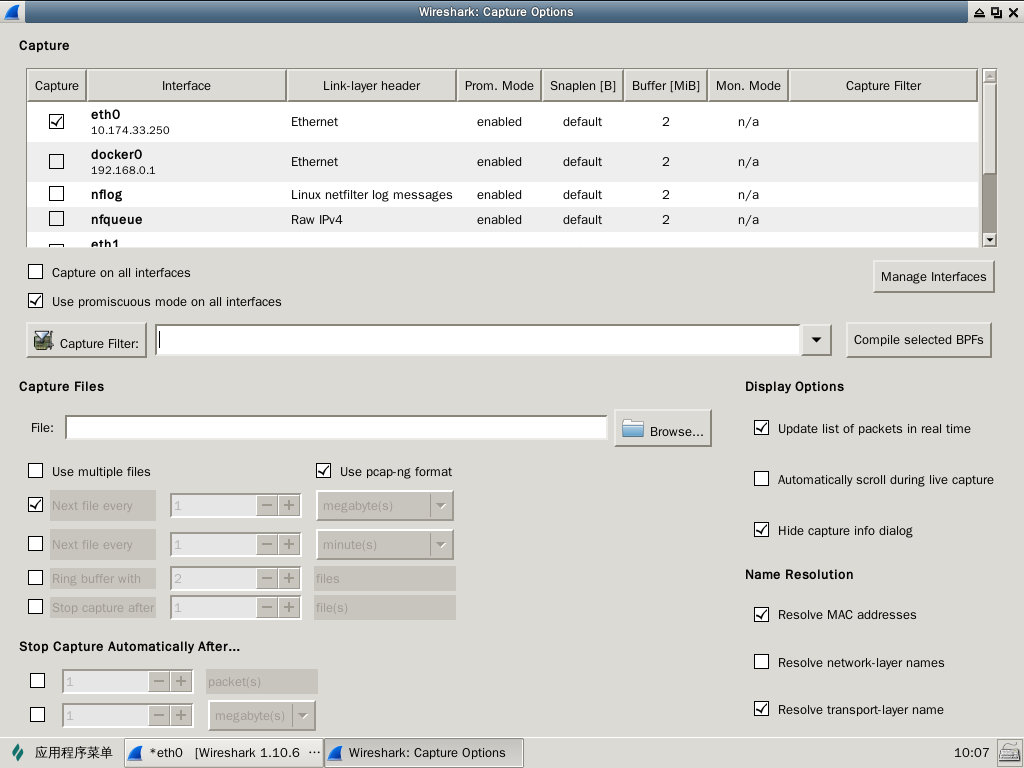 Wireshark: Capture Options
Capture
Capture Interface Link-layer header Prom. Mode Snaplen [B] Buffer [MiB] Mon. Mode Capture Filter
eth0
10.174.33.250 Ethernet enabled default 2 n/a
docker0
192.168.0.1 Ethernet enabled default 2 n/a
nflog Linux netfilter log messages enabled default 2 n/a
nfqueue Raw IPv4 enabled default 2 n/a
eth1
Capture on all interfaces
Manage Interfaces
Use promiscuous mode on all interfaces
Capture Filter: Compile selected BPFs
Capture Files
File: Browse...
Use multiple files Use pcap-ng format
Next file every 1 megabyte(s)
Next file every 1 minute(s)
Ring buffer with 2 files
Stop capture after 1 file(s)
Stop Capture Automatically After...
1 packet(s)
1 megabyte(s)
Display Options
Update list of packets in real time
Automatically scroll during live capture
Hide capture info dialog
Name Resolution
Resolve MAC addresses
Resolve network-layer names
Resolve transport-layer name
应用程序菜单 *eth0 [Wireshark 1.10.6 ⋯ Wireshark: Capture Options 10:07